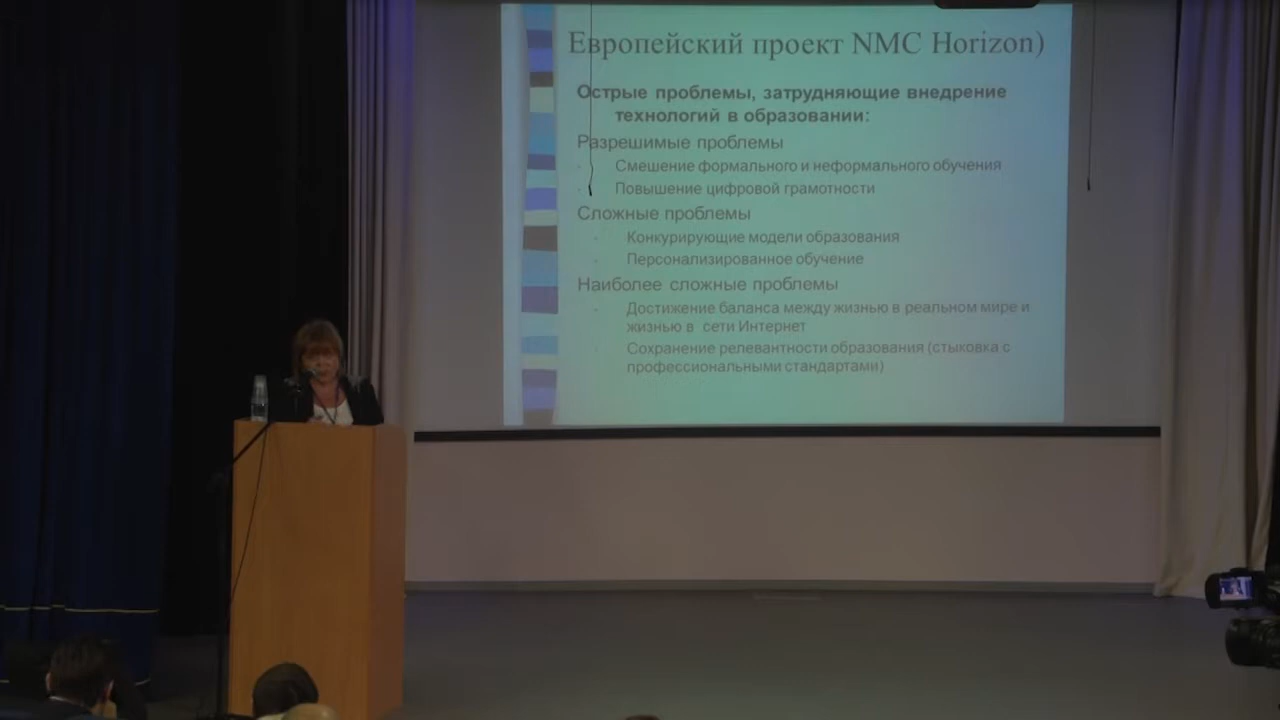 Европейский проект NMC Horizon)
Острые проблемы, затрудняющие внедрение
технологий в образовании:
Разрешимые проблемы
Смешение формального и неформального обучения
Повышение цифровой грамотности
Сложные проблемы
Конкурирующие модели образования
Персонализированное обучение
Наиболее сложные проблемы
Достижение баланса между жизнью в реальном мире и
жизнью в сети Интернет
Сохранение релевантности образования (стыковка с
профессиональными стандартами)